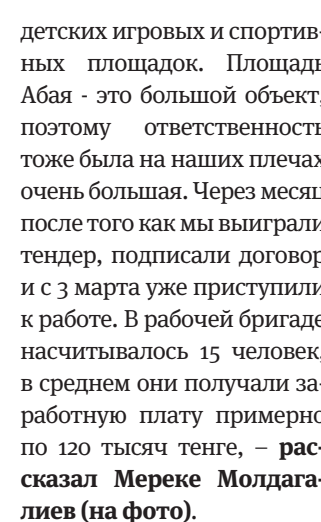 детских игровых и спортив-
ных площадок. Площадь
Абая - это большой объект,
поэтому ответственность
тоже была на наших плечах
очень большая. Через месяц
после того как мы выиграли
тендер, подписали договор
и с 3 марта уже приступили
к работе. В рабочей бригаде
насчитывалось 15 человек,
в среднем они получали за-
работную плату примерно
по 120 тысяч тенге, – рас-
сказал Мереке Молдага-
лиев (на фото).